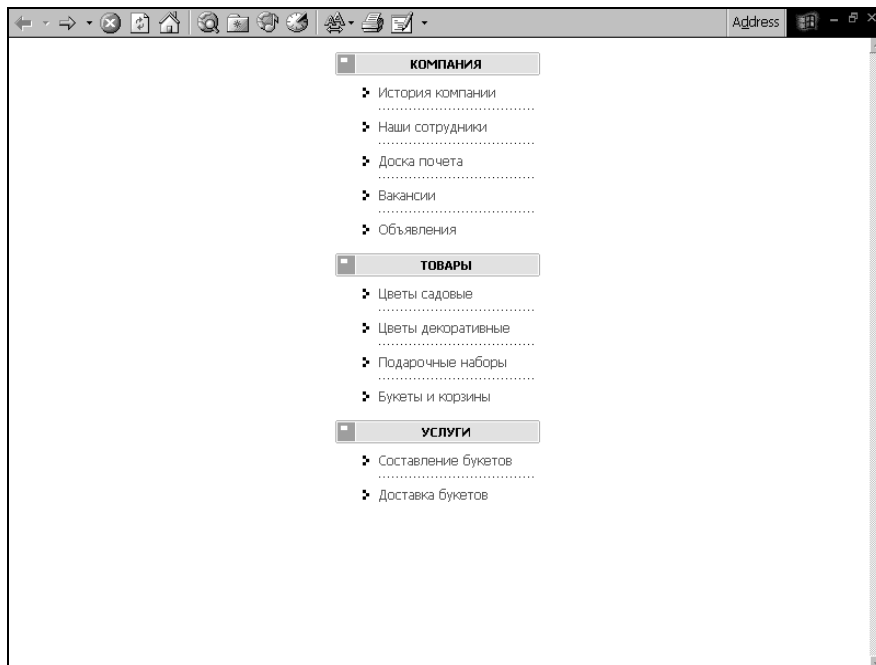 Address
КОМПАНИЯ
История компании
Наши сотрудники
Доска почета
Вакансии
Объявления
ТОВАРЫ
Цветы садовые
Цветы декоративные
Подарочные наборы
Букеты и корзины
УСЛУГИ
Составление букетов
Доставка букетов